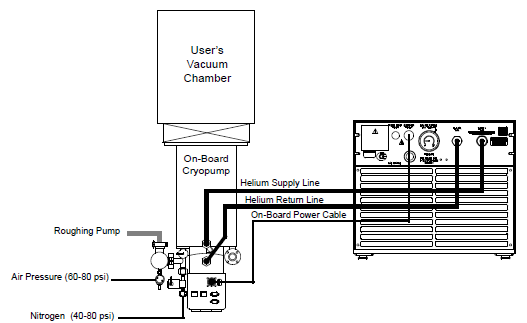 User's
Vacuum
Chamber
On-Board
Cryopump
Helium Supply Line
Helium Return Line
On-Board Power Cable
Roughing Pump
Air Pressure (60-80 psi)
Nitrogen (40-80 psi)